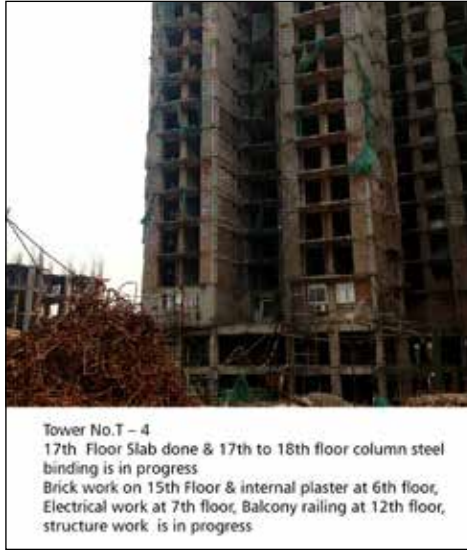 Tower No.T – 4
17th  Floor Slab done & 17th to 18th floor column steel
binding is in progress
Brick work on 15th Floor & internal plaster at 6th floor,
Electrical work at 7th floor, Balcony railing at 12th floor,
structure work  is in progress